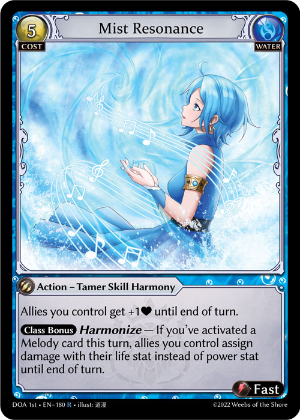 5
Mist Resonance
COST
WATER
Action – Tamer Skill Harmony
Allies you control get +1 until end of turn.
Class Bonus Harmonize — If you've activated a
Melody card this turn, allies you control assign
damage with their life stat instead of power stat
until end of turn.
Fast
DOA 1st • EN-180 R • illust: 道灌
©2022 Weebs of the Shore